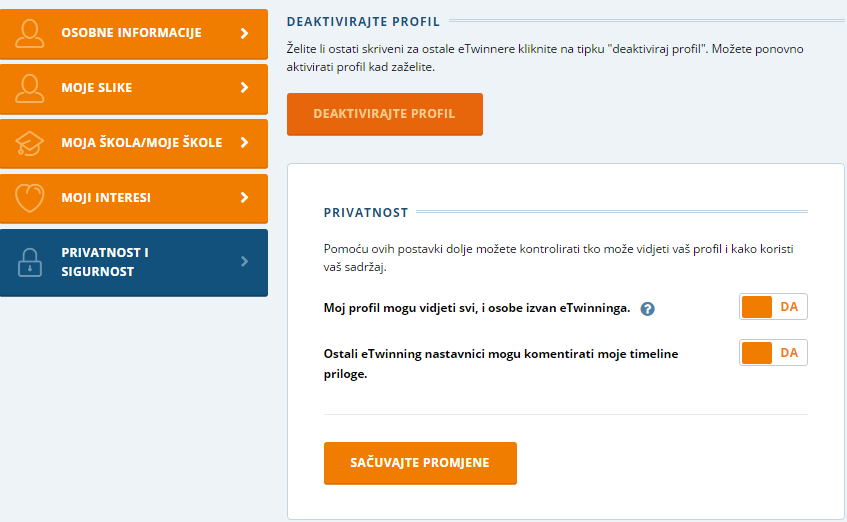 OSOBNE INFORMACIJE
MOJE SLIKE
MOJA ŠKOLA/MOJE ŠKOLE
MOJI INTERESI
PRIVATNOST I
SIGURNOST
DEAKTIVIRAJTE PROFIL
Želite li ostati skriveni za ostale eTwinnere kliknite na tipku "deaktiviraj profil". Možete ponovno
aktivirati profil kad zaželite.
DEAKTIVIRAJTE PROFIL
PRIVATNOST
Pomoću ovih postavki dolje možete kontrolirati tko može vidjeti vaš profil i kako koristi
vaš sadržaj.
Moj profil mogu vidjeti svi, i osobe izvan eTwinninga. ?
DA
Ostali eTwinning nastavnici mogu komentirati moje timeline
priloge.
DA
SAČUVAJTE PROMJENE